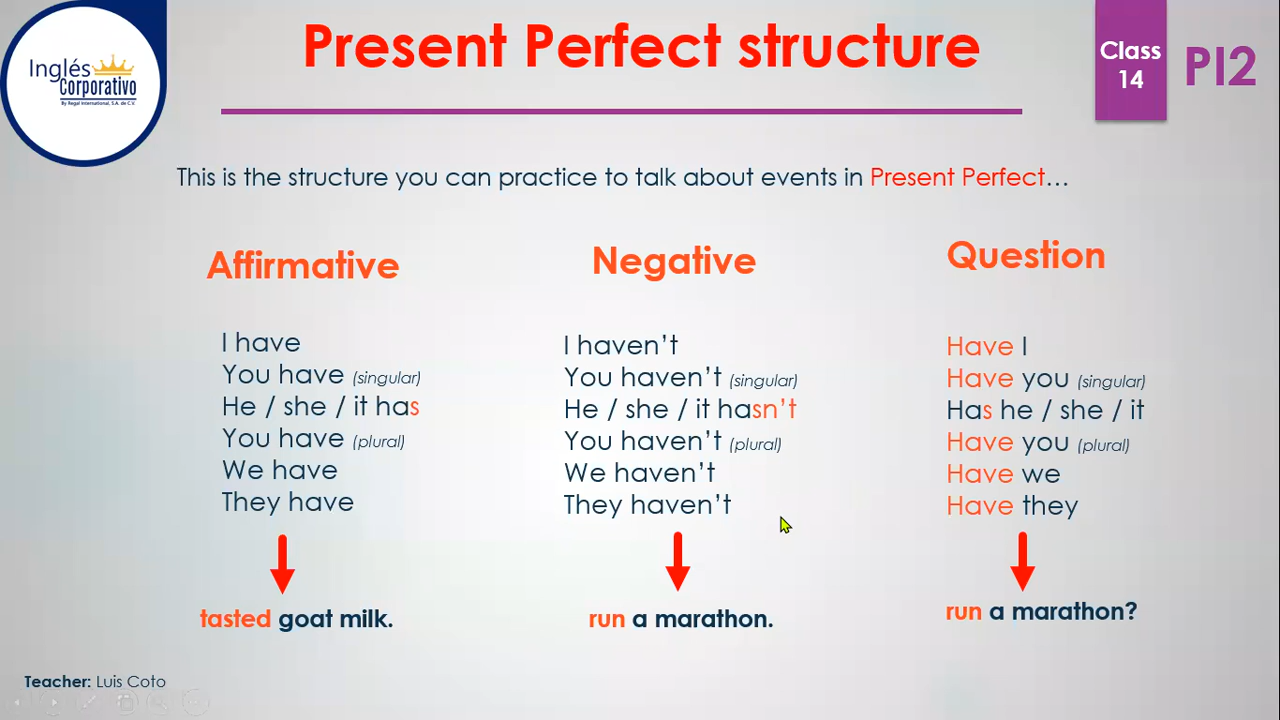 Inglés
Corporativo
By Regal International, S.A. de C.V.
Present Perfect structure
Class
14
PI2
This is the structure you can practice to talk about events in Present Perfect…
Affirmative
I have
You have (singular)
He / she / it has
You have (plural)
We have
They have
tasted goat milk.
Negative
I haven’t
You haven’t (singular)
He / she / it hasn’t
You haven’t (plural)
We haven’t
They haven’t
run a marathon.
Question
Have I
Have you (singular)
Has he / she / it
Have you (plural)
Have we
Have they
run a marathon?
Teacher: Luis Coto